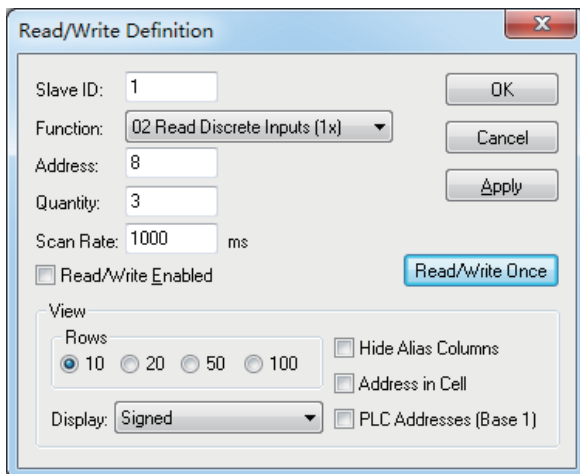 Read/Write Definition
Slave ID: 1
OK
Function: 02 Read Discrete Inputs (1x)
Cancel
Address: 8
Apply
Quantity: 3
Scan Rate: 1000 ms
Read/Write Enabled
Read/Write Once
View
Rows
10 20 50 100
Hide Alias Columns
Address in Cell
Display: Signed
PLC Addresses (Base 1)